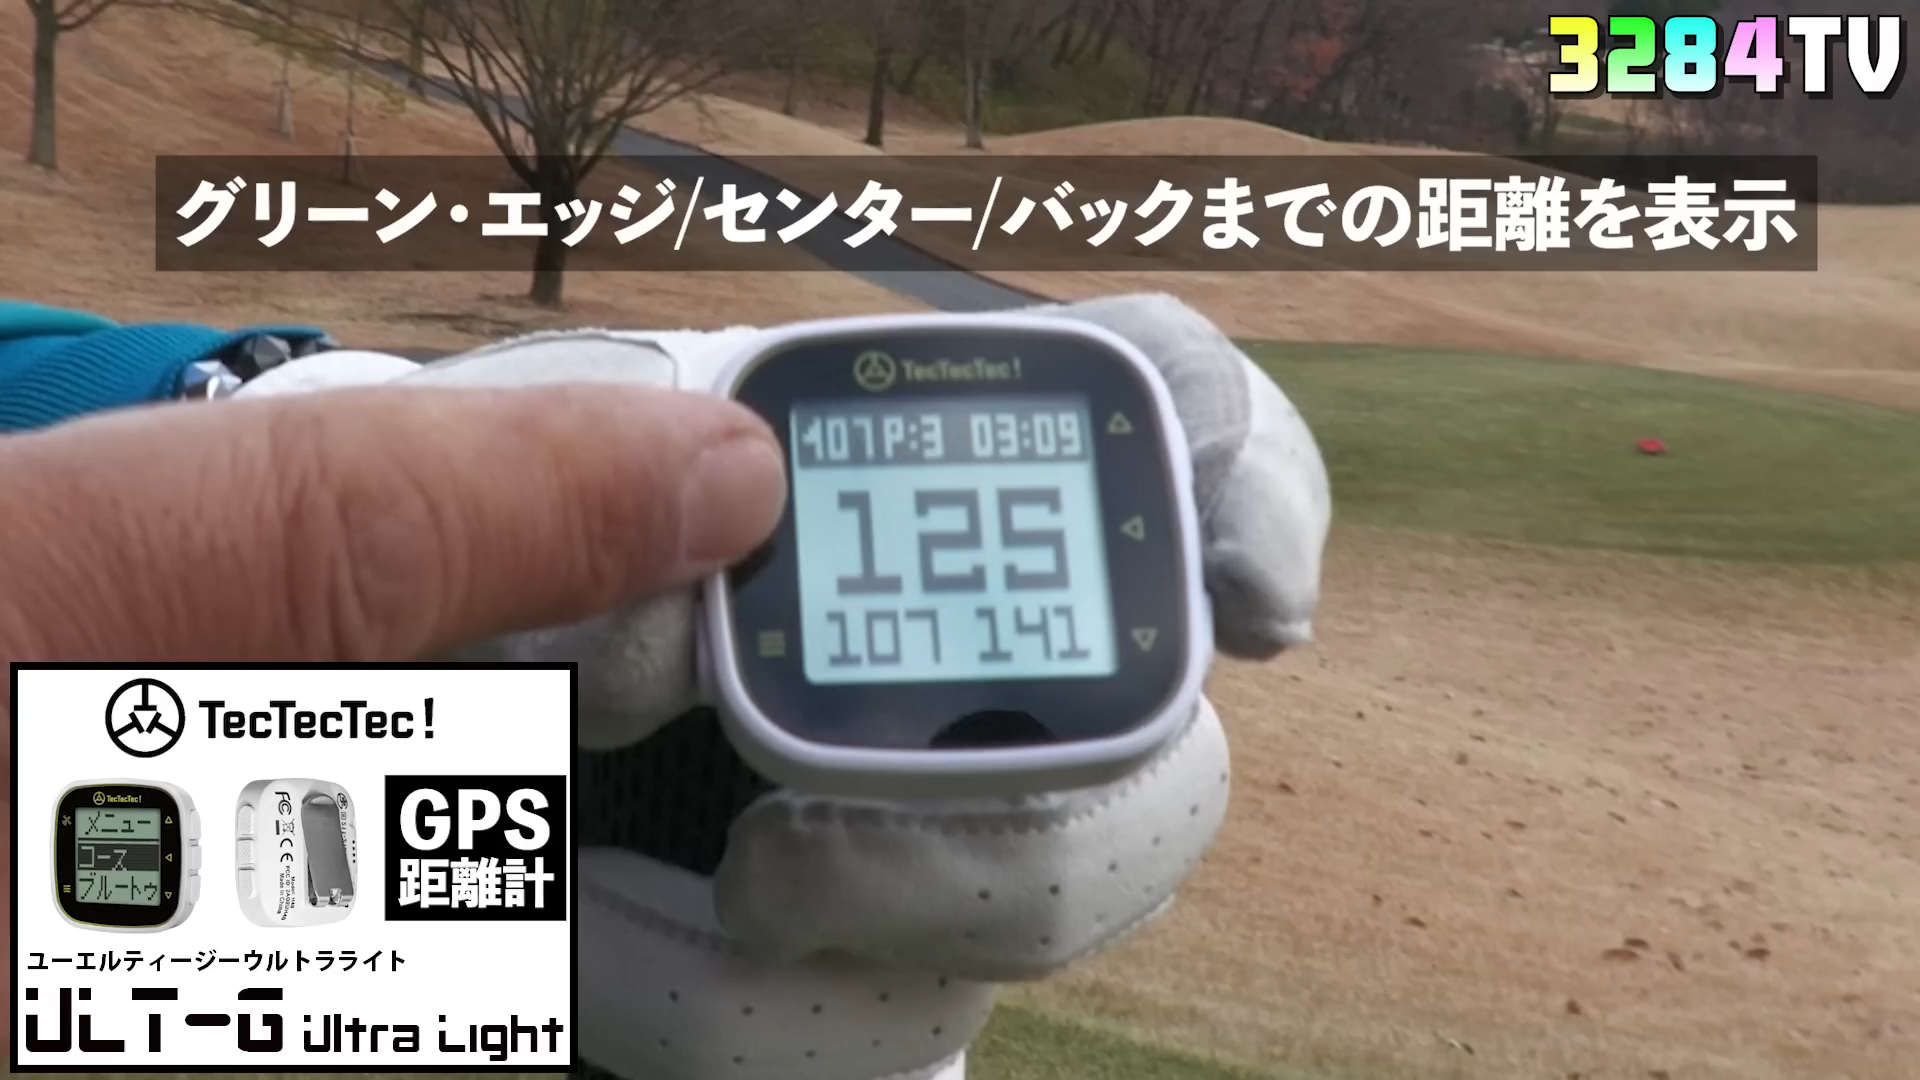 3284TV
グリーン・エッジ/センター/バックまでの距離を表示
TecTecTec!
107 P:3 03:09
125
107 141
TecTecTec!
TecTecTec!
メニュー
コース
ブルートゥ
GPS
距離計
ユーエルティージーウルトラライト
ULT-G Ultra Light